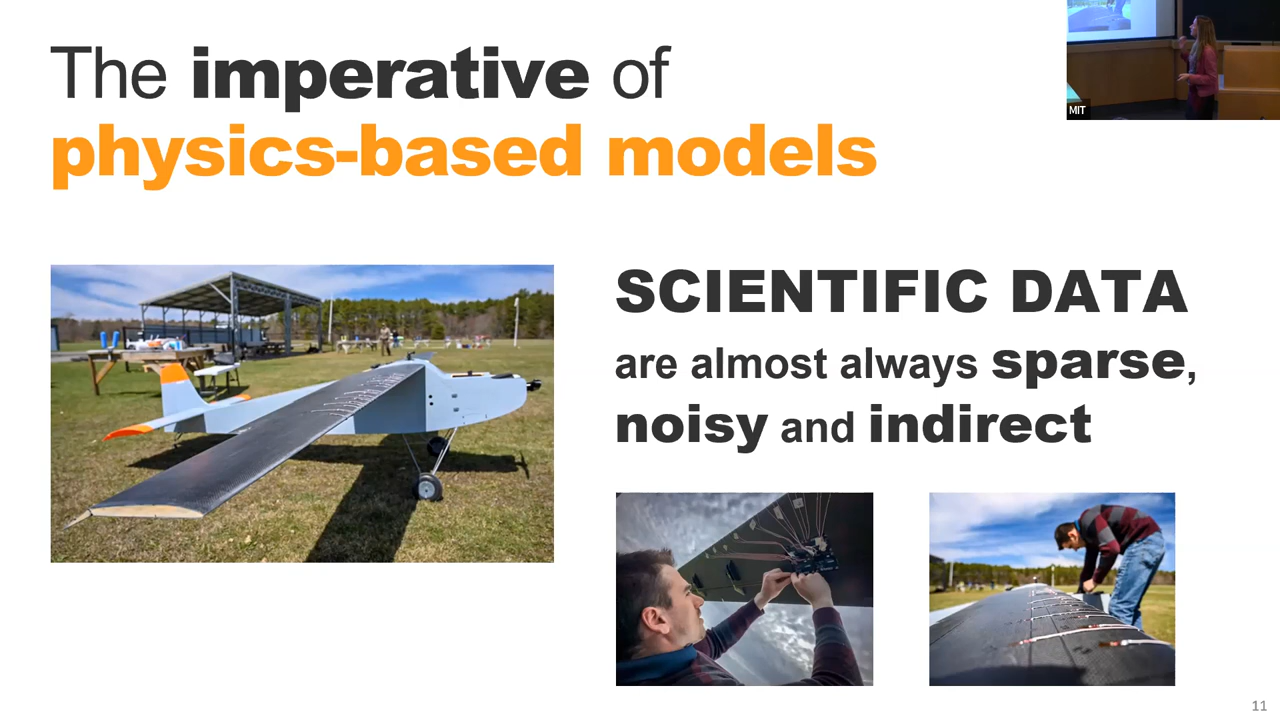 The imperative of
physics-based models
MIT
SCIENTIFIC DATA
are almost always sparse,
noisy and indirect
11